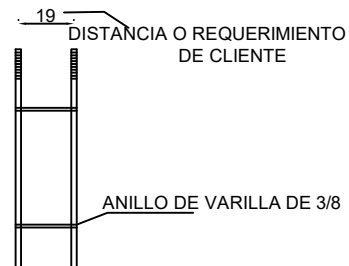 19
DISTANCIA O REQUERIMIENTO
DE CLIENTE
ANILLO DE VARILLA DE 3/8